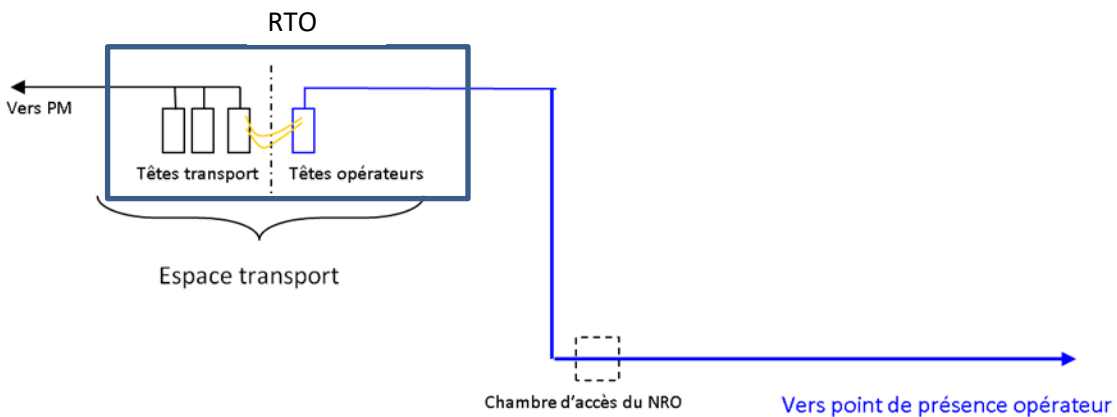 RTO
Vers PM
Têtes transport
Têtes opérateurs
Espace transport
Chambre d'accès du NRO
Vers point de présence opérateur